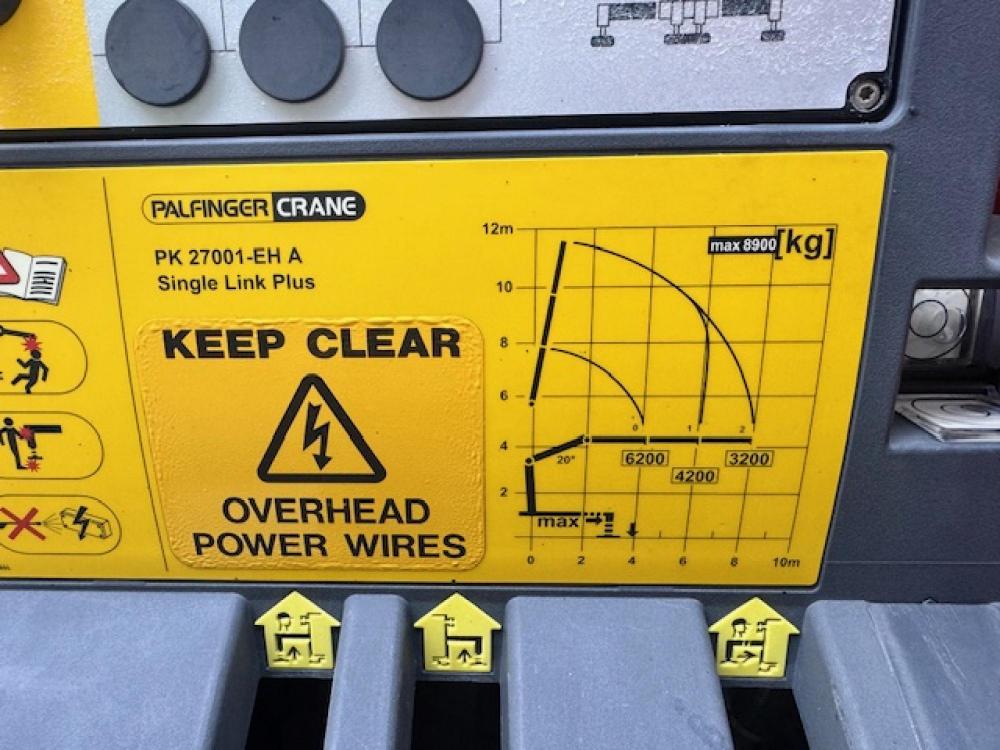 PALFINGER CRANE
PK 27001-EH A
Single Link Plus
KEEP CLEAR
OVERHEAD
POWER WIRES
12m
max 8900 [kg]
10
8
6
4
2
0 1 2
20°
6200
4200
3200
max
0 2 4 6 8 10m